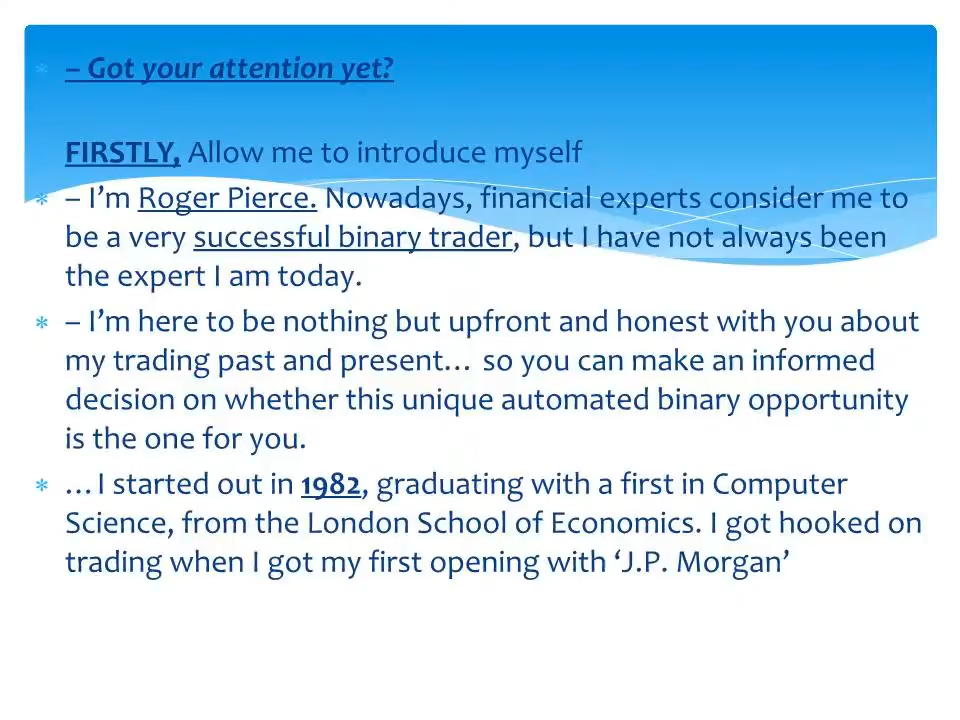 – Got your attention yet?
FIRSTLY, Allow me to introduce myself
– I’m Roger Pierce. Nowadays, financial experts consider me to
be a very successful binary trader, but I have not always been
the expert I am today.
– I’m here to be nothing but upfront and honest with you about
my trading past and present… so you can make an informed
decision on whether this unique automated binary opportunity
is the one for you.
…I started out in 1982, graduating with a first in Computer
Science, from the London School of Economics. I got hooked on
trading when I got my first opening with ‘J.P. Morgan’